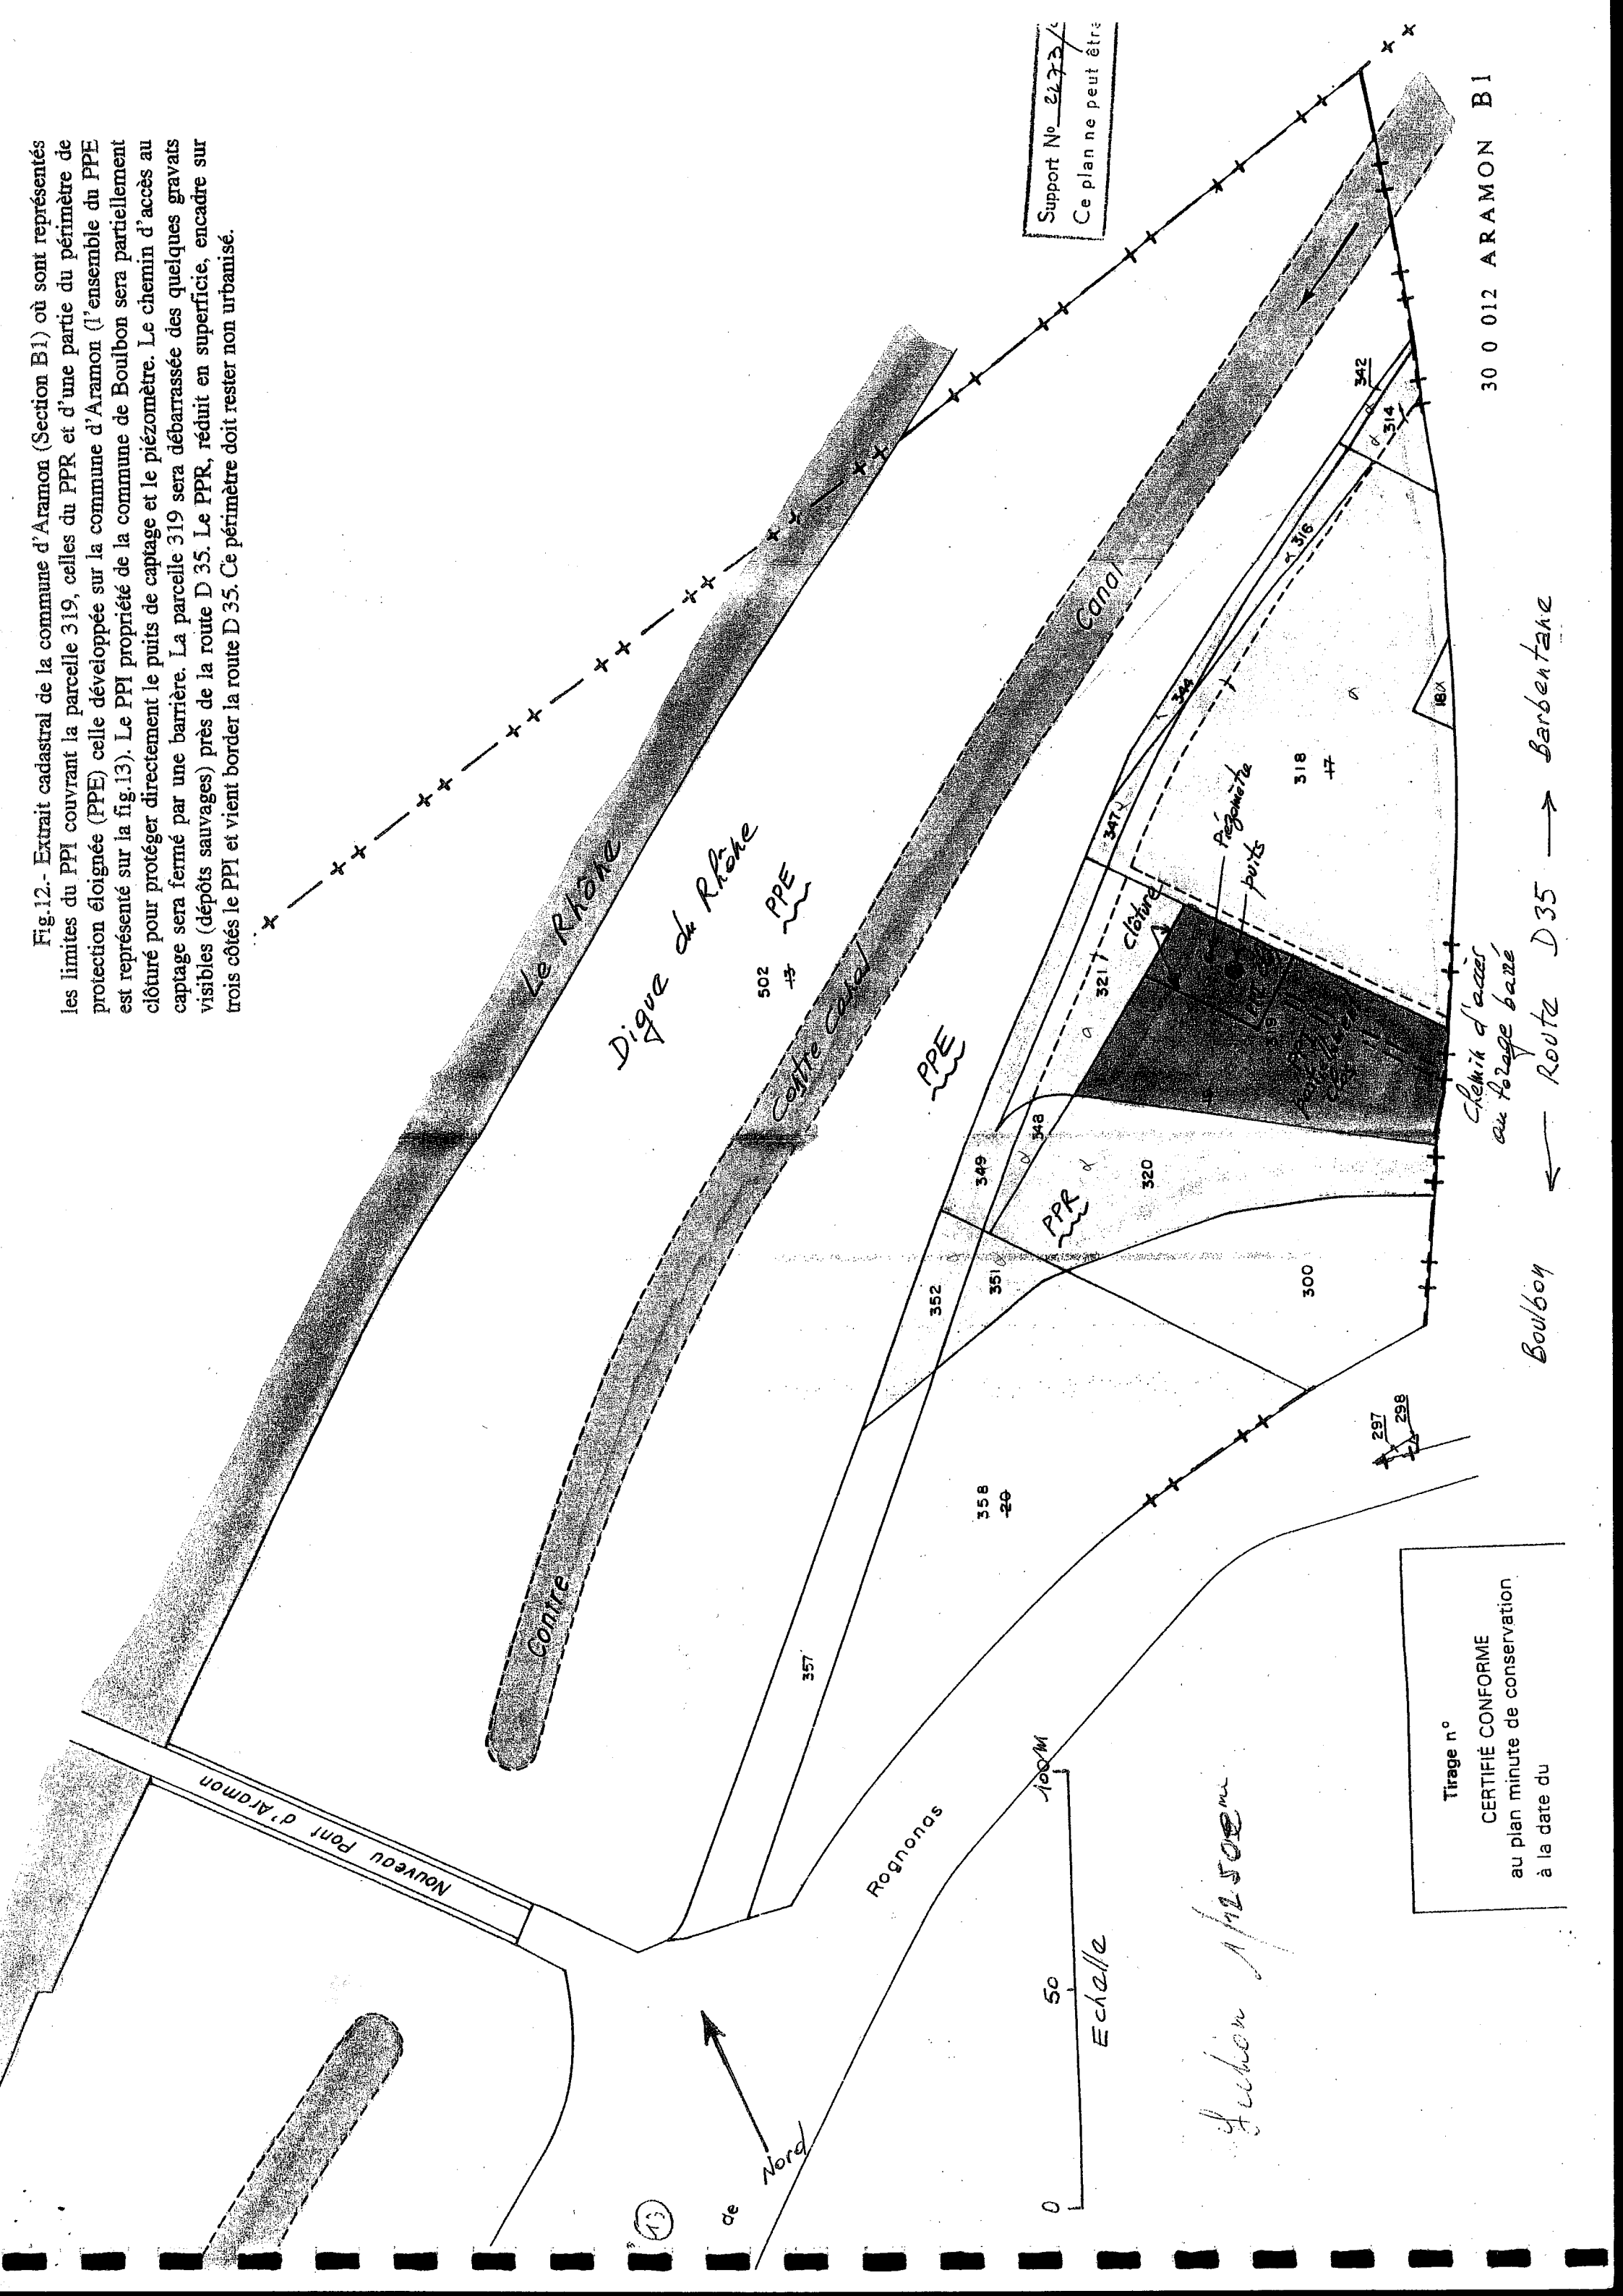 Fig.12.- Extrait cadastral de la commune d'Aramon (Section B1) où sont représentés
les limites du PPI couvrant la parcelle 319, celles du PPR et d'une partie du périmètre de
protection éloignée (PPE) celle développée sur la commune d'Aramon (l'ensemble du PPE
est représenté sur la fig.13). Le PPI propriété de la commune de Boulbon sera partiellement
clôturé pour protéger directement le puits de captage et le piézomètre. Le chemin d'accès au
captage sera fermé par une barrière. La parcelle 319 sera débarrassée des quelques gravats
visibles (dépôts sauvages) près de la route D 35. Le PPR, réduit en superficie, encadre sur
trois côtés le PPI et vient border la route D 35. Ce périmètre doit rester non urbanisé.
Support No 2273/
Ce plan ne peut être
30 0 012 ARAMON B1
Le Rhône
Digue du Rhône
502
13
PPE
Contre Canal
Canal
PPE
342
314
316
344
347
318
17
18
Piézomètre
puits
clôture
321
348
349
320
PPR
351
352
300
Chemin d'accès
au forage barré
Boulbon ← Route D35 → Barbentane
297
298
358
20
357
Contre
Nouveau Pont d'Aramon
Rognonas
de
Nord
13
0 50 100M
Echelle
1/1250eme
Tirage n°
CERTIFIÉ CONFORME
au plan minute de conservation
à la date du